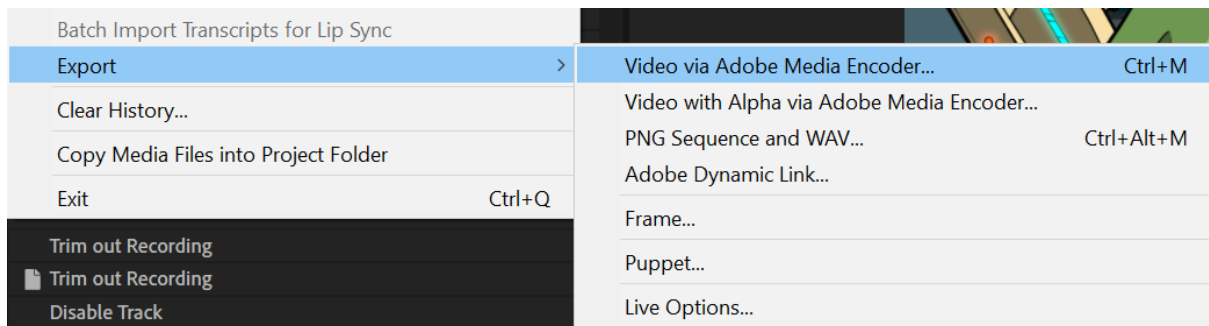 Batch Import Transcripts for Lip Sync
Export
Clear History...
Copy Media Files into Project Folder
Exit Ctrl+Q
Trim out Recording
Trim out Recording
Disable Track
Video via Adobe Media Encoder... Ctrl+M
Video with Alpha via Adobe Media Encoder...
PNG Sequence and WAV... Ctrl+Alt+M
Adobe Dynamic Link...
Frame...
Puppet...
Live Options...